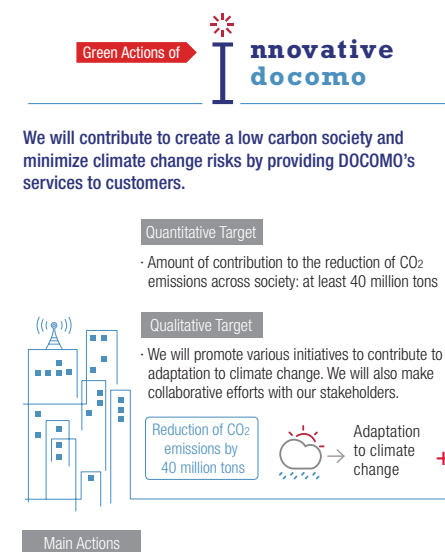 Green Actions of
Innovative
docomo
We will contribute to create a low carbon society and
minimize climate change risks by providing DOCOMO's
services to customers.
Quantitative Target
· Amount of contribution to the reduction of CO2
emissions across society: at least 40 million tons
Qualitative Target
· We will promote various initiatives to contribute to
adaptation to climate change. We will also make
collaborative efforts with our stakeholders.
Reduction of CO2
emissions by
40 million tons
Adaptation
to climate
change
+
Main Actions